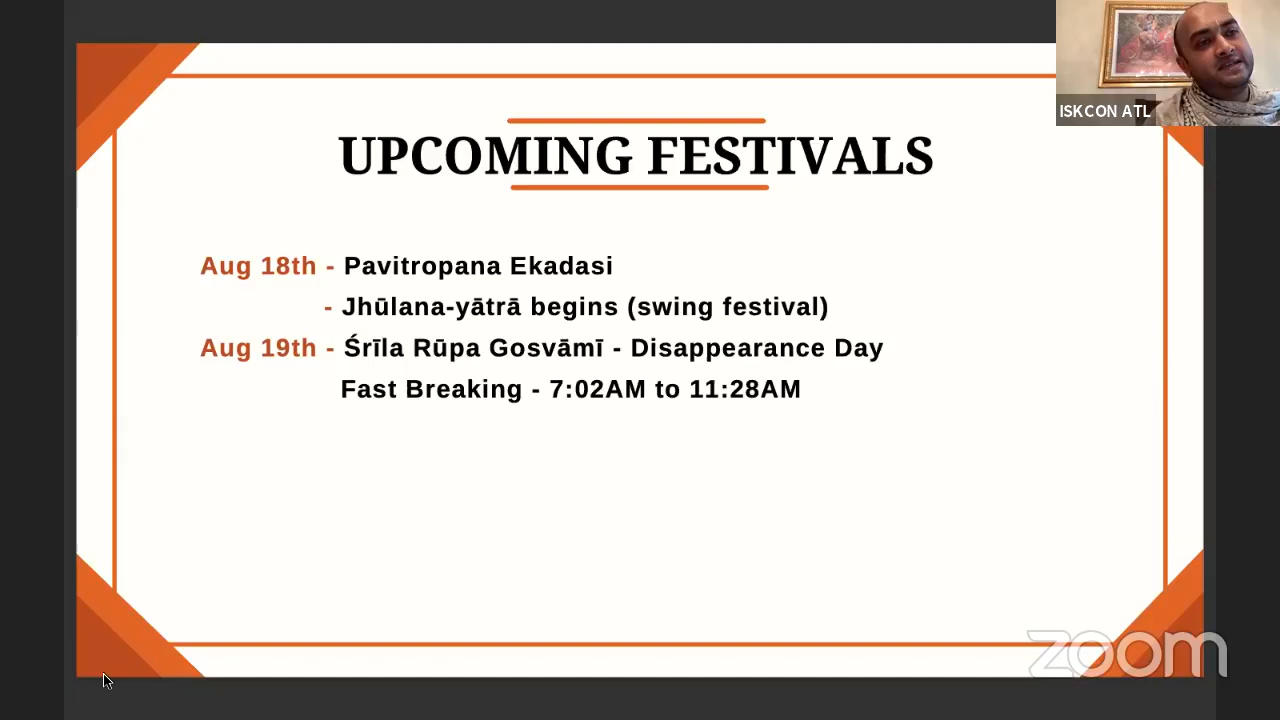 ISKCON ATL
UPCOMING FESTIVALS
Aug 18th - Pavitropana Ekadasi
- Jhūlana-yātrā begins (swing festival)
Aug 19th - Śrīla Rūpa Gosvāmī - Disappearance Day
Fast Breaking - 7:02AM to 11:28AM
zoom